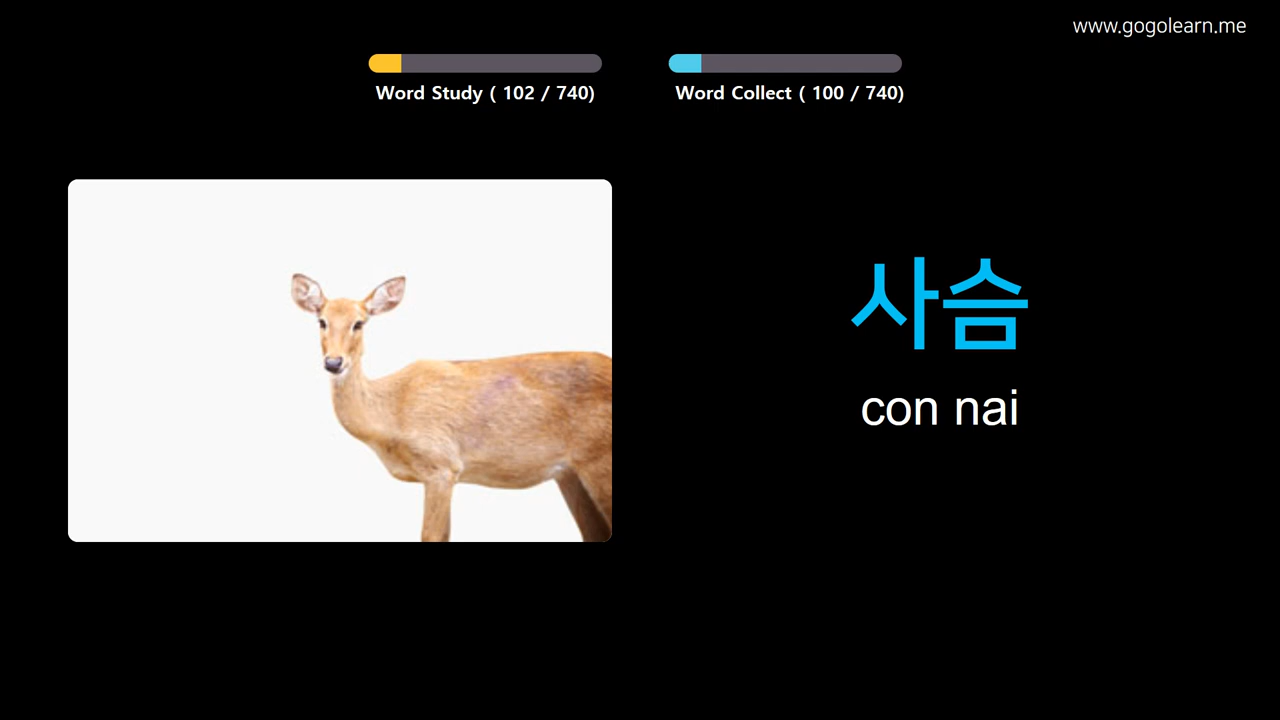 www.gogolearn.me
Word Study ( 102 / 740)
Word Collect ( 100 / 740)
사슴
con nai